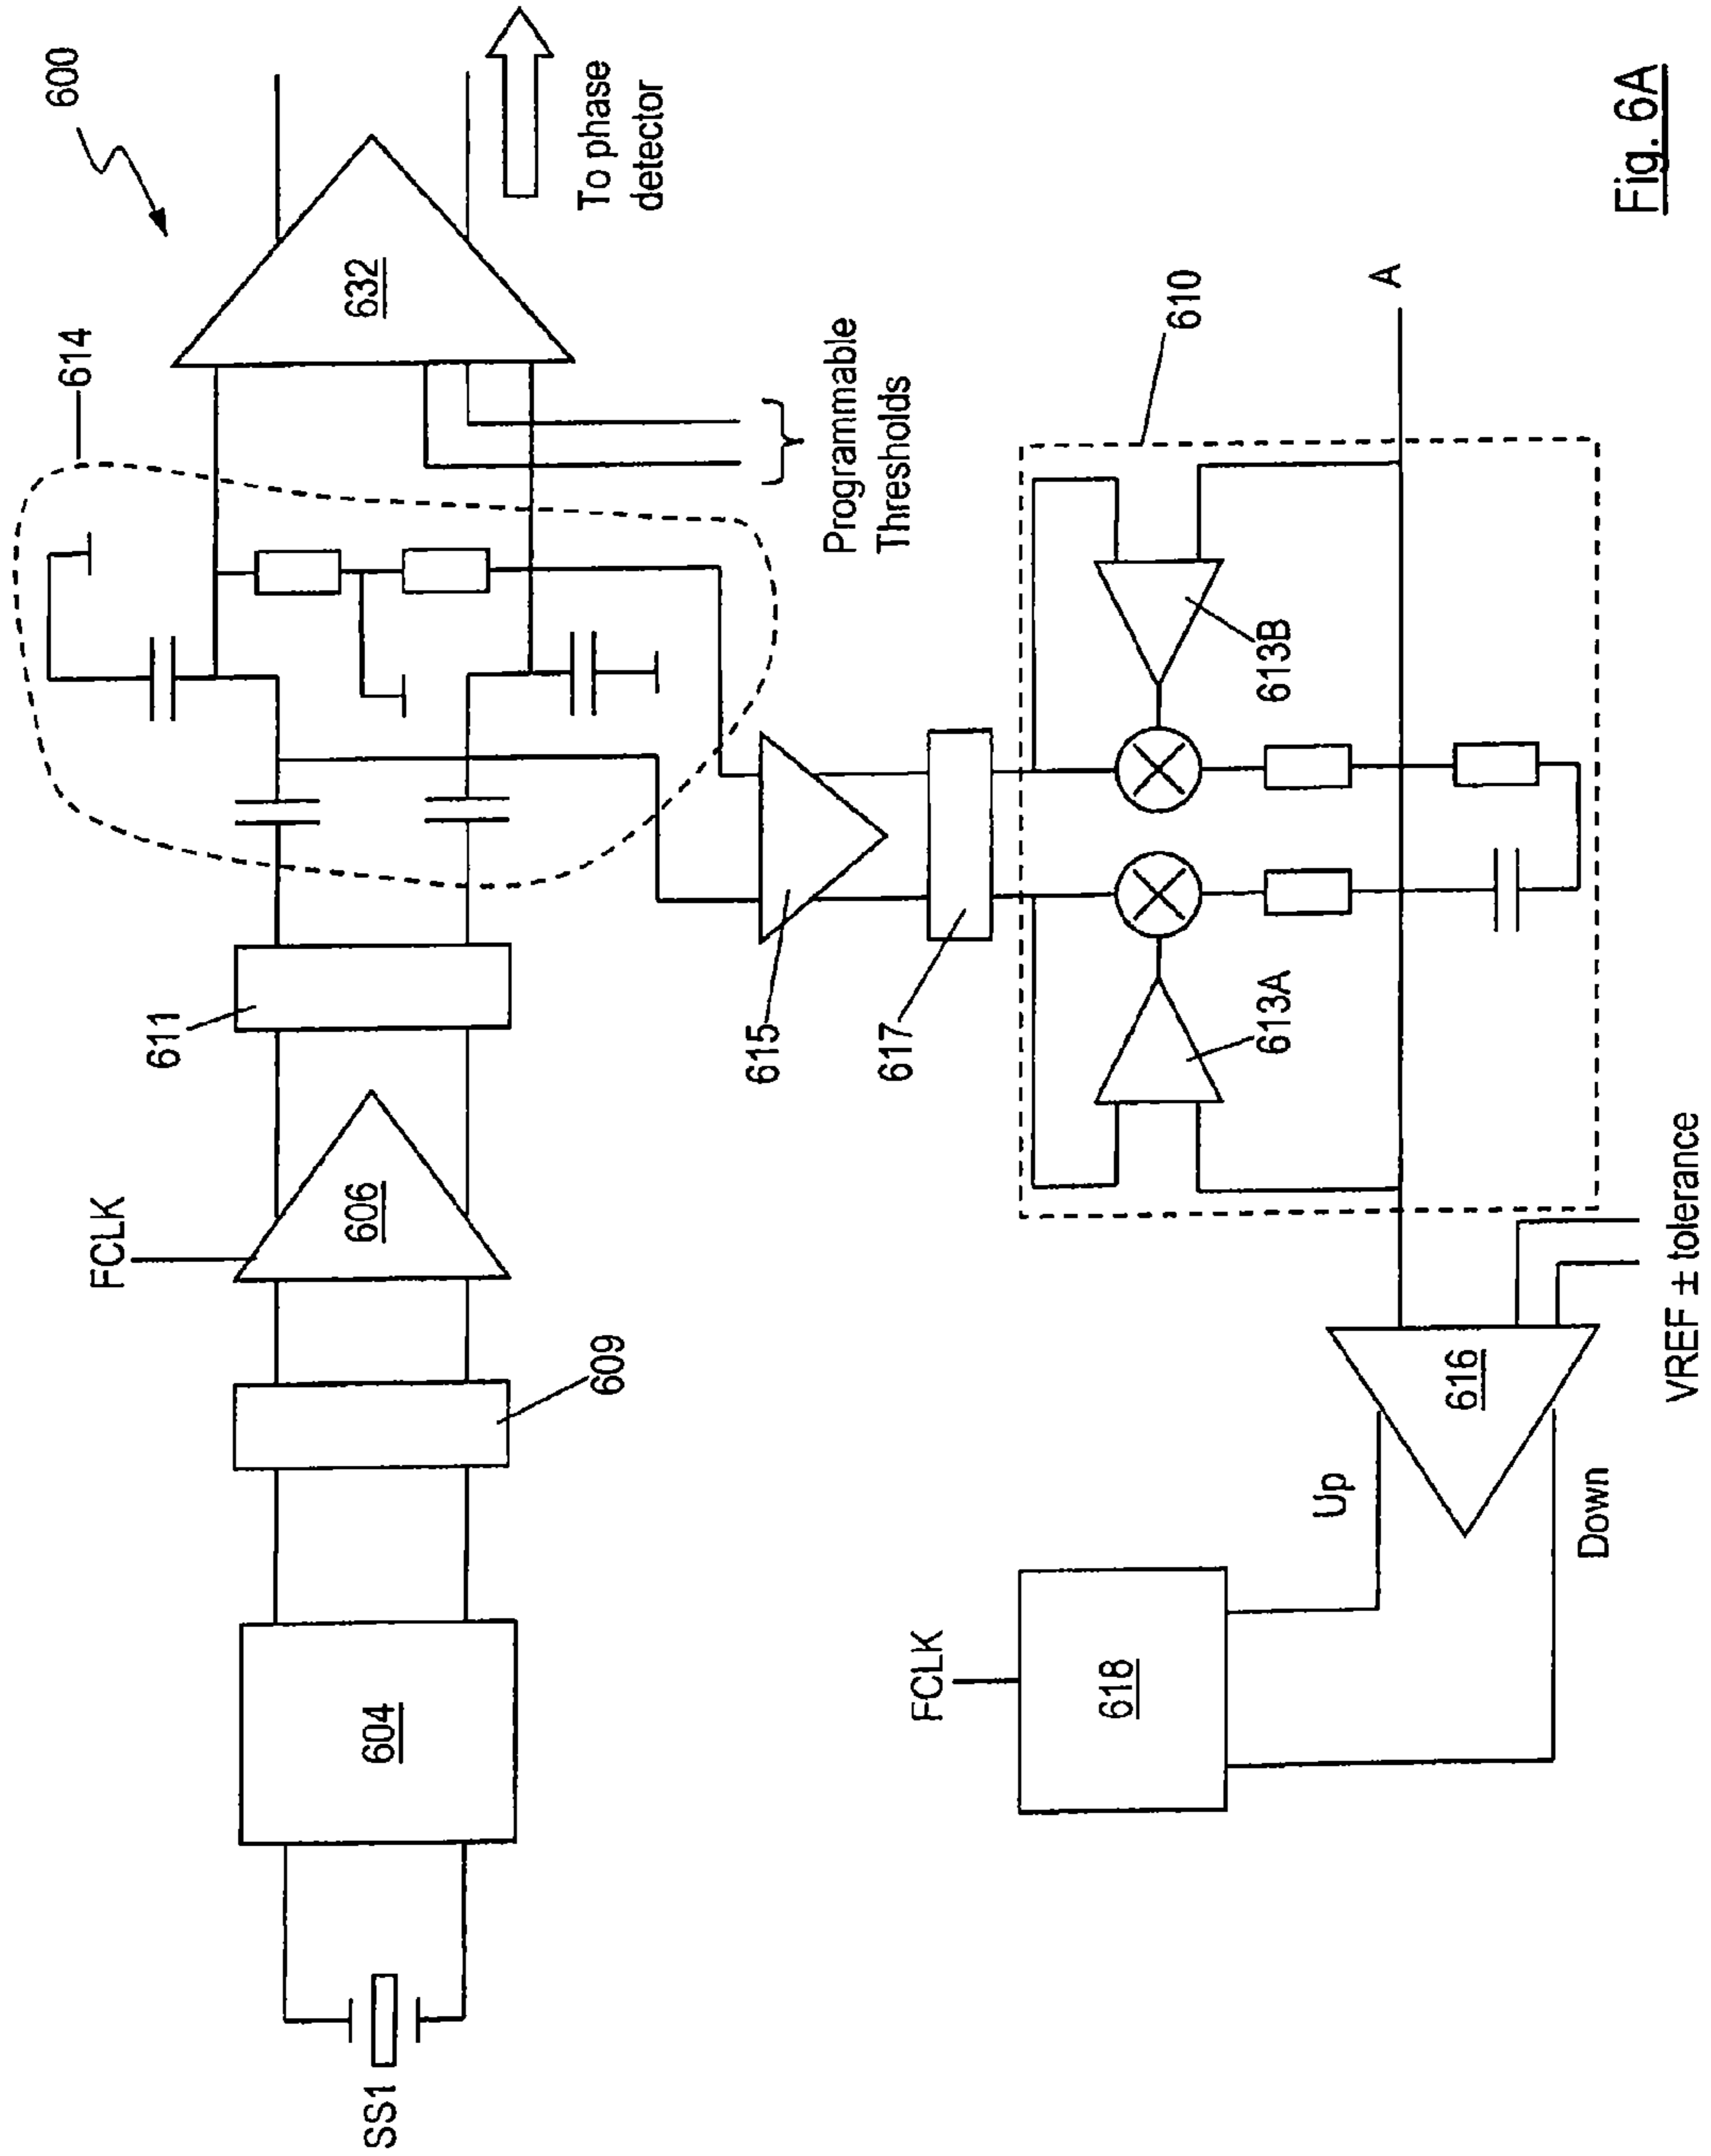 600
614
FCLK
611
632
To phase
detector
606
604
609
SS1
Programmable
Thresholds
615
617
610
613B
613A
A
FCLK
618
Up
616
Down
VREF ± tolerance
Fig. 6A